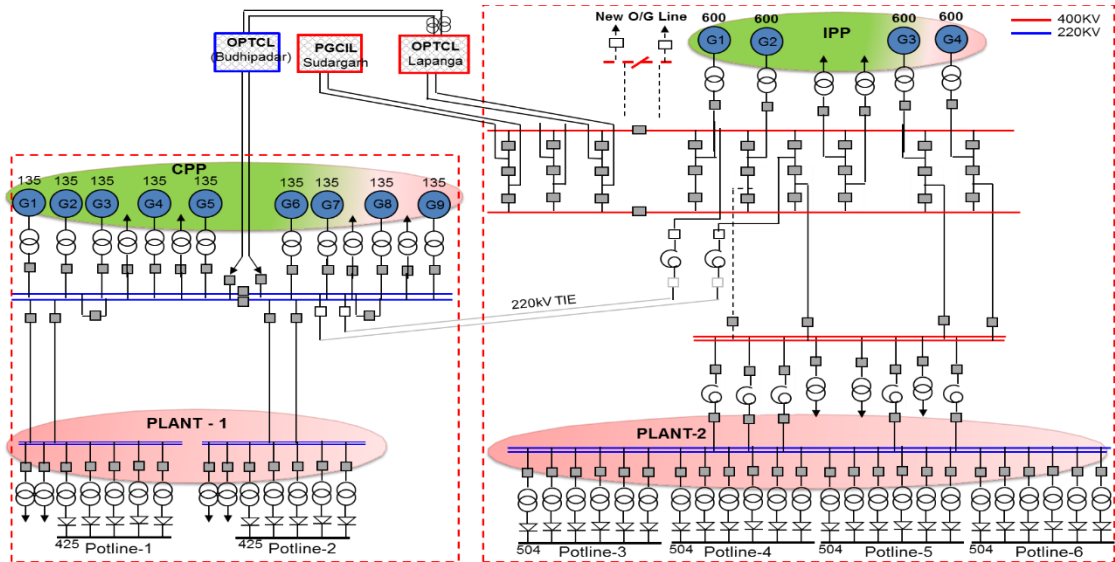 OPTCL
(Budhipadar)
PGCIL
Sudargam
OPTCL
Lapanga
New O/G Line
600 600 600 600
G1 G2 IPP G3 G4
400KV
220KV
CPP
135 135 135 135 135 135 135 135 135
G1 G2 G3 G4 G5 G6 G7 G8 G9
220kV TIE
PLANT - 1
PLANT-2
425 Potline-1
425 Potline-2
504 Potline-3
504 Potline-4
504 Potline-5
504 Potline-6